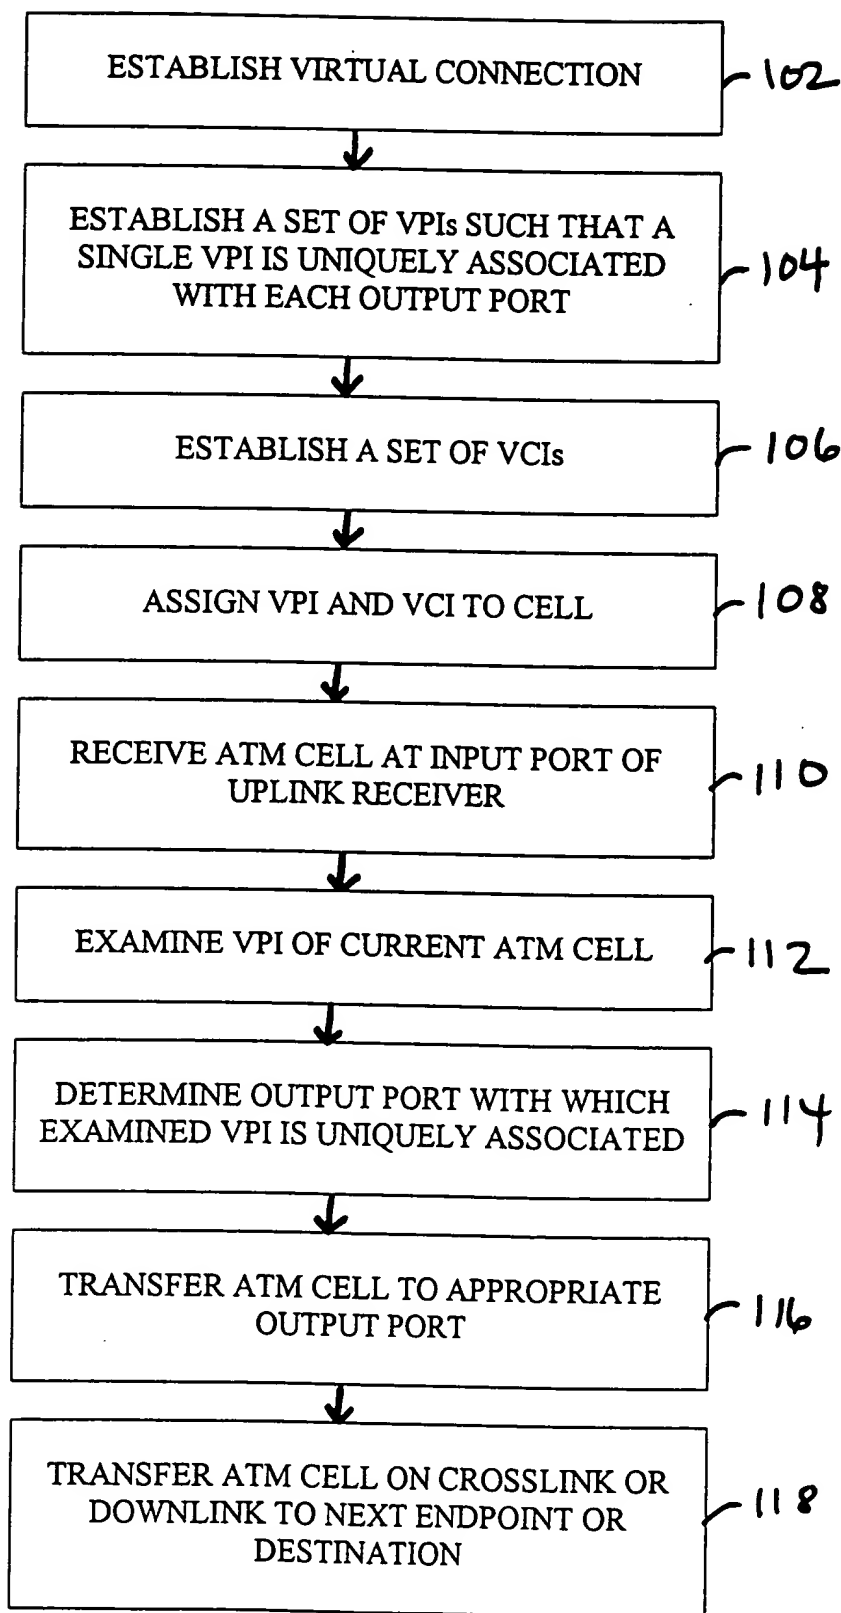 ESTABLISH VIRTUAL CONNECTION
102
ESTABLISH A SET OF VPIs SUCH THAT A
SINGLE VPI IS UNIQUELY ASSOCIATED
WITH EACH OUTPUT PORT
104
ESTABLISH A SET OF VCIs
106
ASSIGN VPI AND VCI TO CELL
108
RECEIVE ATM CELL AT INPUT PORT OF
UPLINK RECEIVER
110
EXAMINE VPI OF CURRENT ATM CELL
112
DETERMINE OUTPUT PORT WITH WHICH
EXAMINED VPI IS UNIQUELY ASSOCIATED
114
TRANSFER ATM CELL TO APPROPRIATE
OUTPUT PORT
116
TRANSFER ATM CELL ON CROSSLINK OR
DOWNLINK TO NEXT ENDPOINT OR
DESTINATION
118